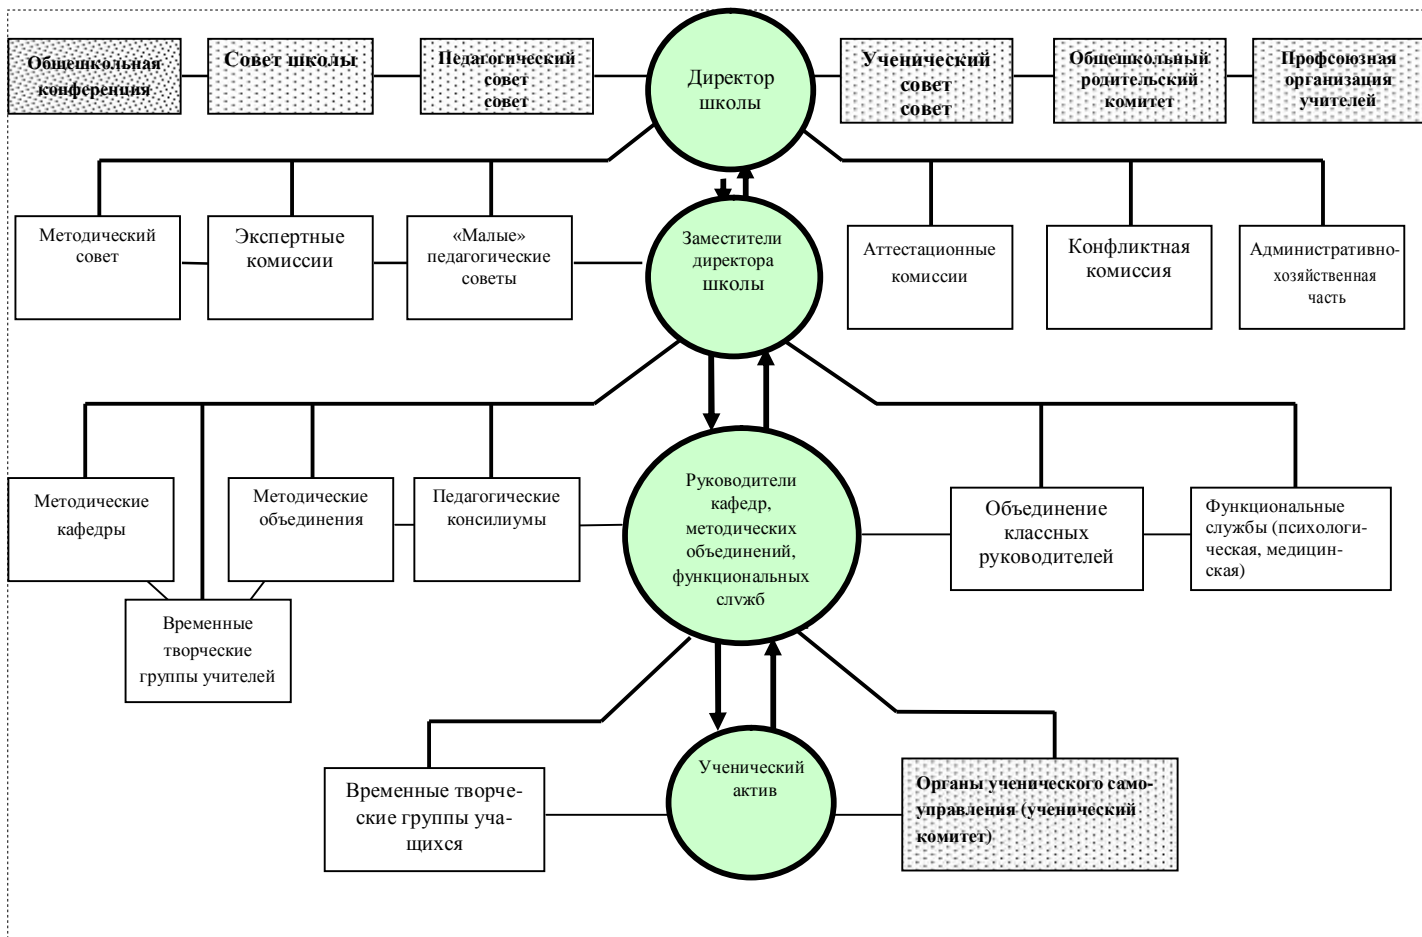 Общешкольная
конференция
Совет школы
Педагогический
совет
совет
Директор
школы
Ученический
совет
совет
Общешкольный
родительский
комитет
Профсоюзная
организация
учителей
Методический
совет
Экспертные
комиссии
«Малые»
педагогические
советы
Заместители
директора
школы
Аттестационные
комиссии
Конфликтная
комиссия
Административно-
хозяйственная
часть
Методические
кафедры
Методические
объединения
Педагогические
консилиумы
Руководители
кафедр,
методических
объединений,
функциональных
служб
Объединение
классных
руководителей
Функциональные
службы (психологи-
ческая, медицин-
ская)
Временные
творческие
группы учителей
Временные творче-
ские группы уча-
щихся
Ученический
актив
Органы ученического само-
управления (ученический
комитет)